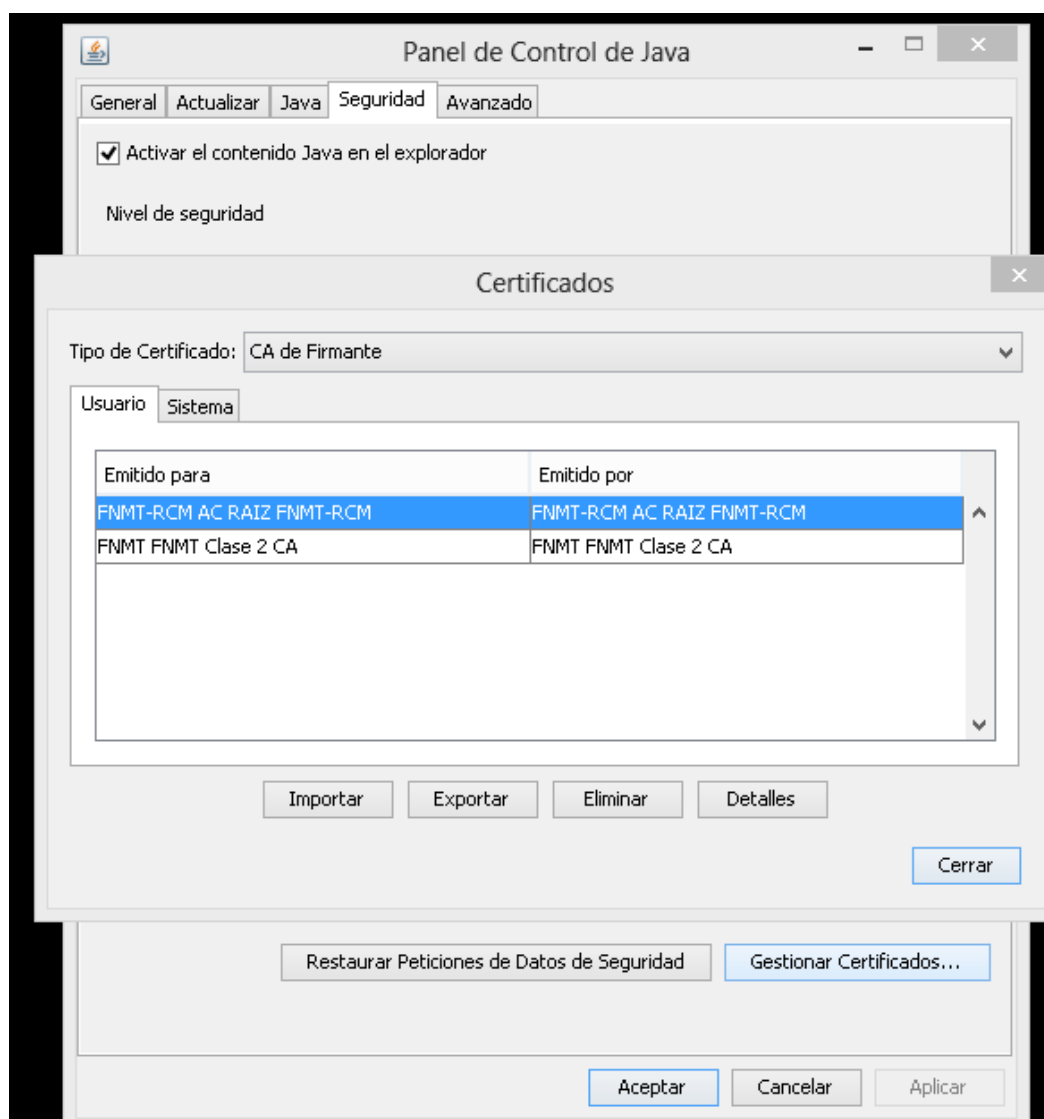 Panel de Control de Java
General Actualizar Java Seguridad Avanzado
Activar el contenido Java en el explorador
Nivel de seguridad
Certificados
Tipo de Certificado: CA de Firmante
Usuario Sistema
Emitido para Emitido por
FNMT-RCM AC RAIZ FNMT-RCM FNMT-RCM AC RAIZ FNMT-RCM
FNMT FNMT Clase 2 CA FNMT FNMT Clase 2 CA
Importar Exportar Eliminar Detalles
Cerrar
Restaurar Peticiones de Datos de Seguridad Gestionar Certificados...
Aceptar Cancelar Aplicar